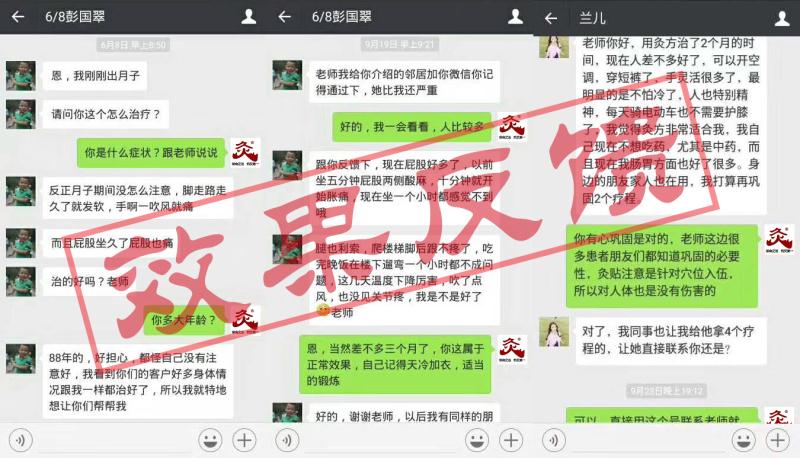 6/8彭国翠
6月8日 早上8:50
恩，我刚刚出月子
请问你这个怎么治疗？
你是什么症状？跟老师说说
反正月子期间没怎么注意，脚走路走
久了就发软，手啊一吹风就痛
而且屁股坐久了屁股也痛
治的好吗？老师
你多大年龄？
88年的，好担心，都怪自己没有注
意好，我看到你们的客户好多身体情
况跟我一样都治好了，所以我就特地
想让你们帮帮我
6/8彭国翠
9月19日 早上9:21
老师我给你介绍的邻居加你微信你记
得通过下，她比我还严重
好的，我一会看看，人比较多
跟你反馈下，现在屁股好多了，以前
坐五分钟屁股两侧酸麻，十分钟就开
始胀痛，现在坐一个小时都感觉不到
哦
腿也利索，爬楼梯脚后跟不疼了，吃
完晚饭在楼下遛弯一个小时都不成问
题，这几天温度下降厉害，吹了点
风，也没见关节疼，我是不是好了
老师
恩，当然差不多三个月了，你这属于
正常效果，自己记得天冷加衣，适当
的锻炼
好的，谢谢老师，以后我有同样的朋
兰儿
老师你好，用灸方治了2个月的时
间，现在人差不多好了，可以开空
调，穿短裤了，手灵活很多了，最
明显的是不怕冷了，人也特别精
神，每天骑电动车也不需要护膝
了，我觉得灸方非常适合我，我自
己现在不想吃药，尤其是中药，而
且现在我肠胃方面也好了很多。身
边的朋友家人也在用，我打算再巩
固2个疗程。
你有心巩固是对的，老师这边很
多患者朋友们都知道巩固的必要
性，灸贴注意是针对穴位入伍，
所以对人体也是没有伤害的
对了，我同事也让我给他拿4个疗
程的，让她直接联系你还是?
9月23日晚上19:12
可以，直接用这个号联系老师就
灸
效果反馈